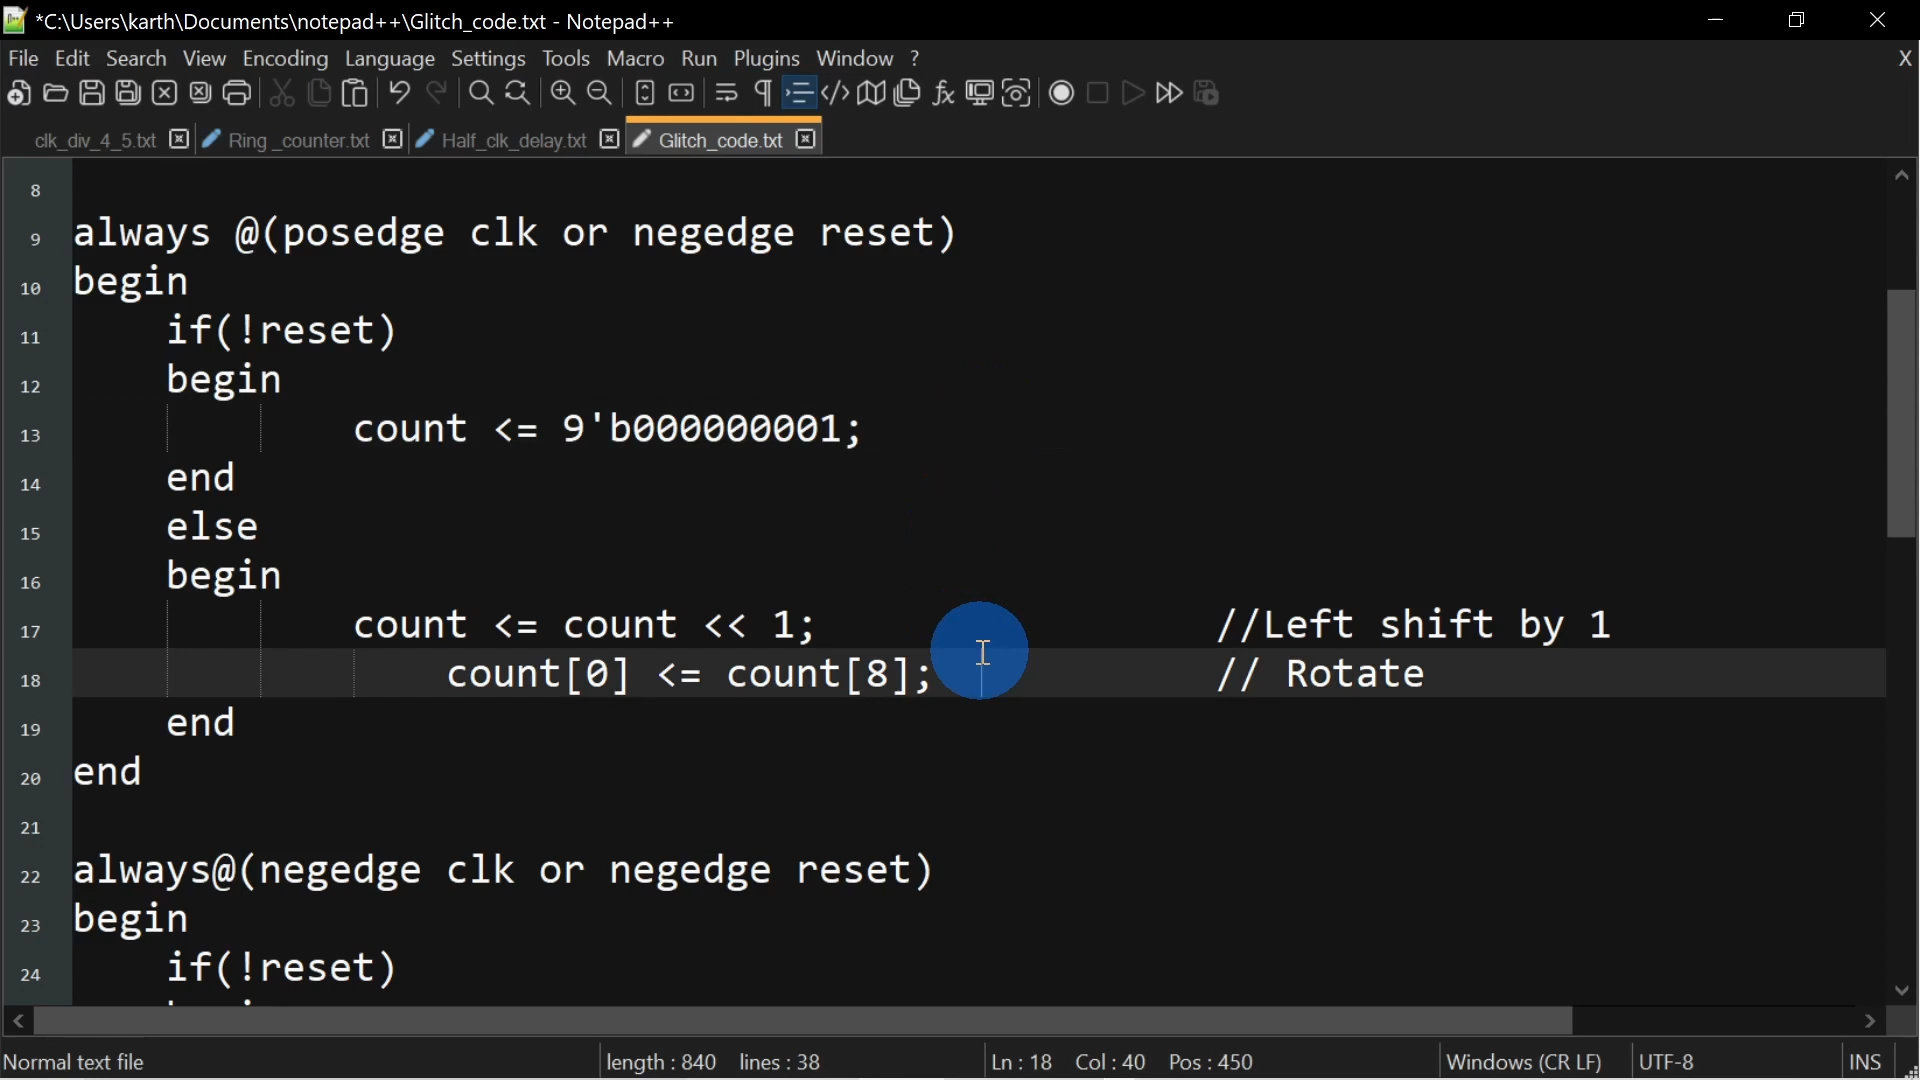 *C:\Users\karth\Documents\notepad++\Glitch_code.txt - Notepad++
File Edit Search View Encoding Language Settings Tools Macro Run Plugins Window ? X
clk_div_4_5.txt Ring _counter.txt Half_clk_delay.txt Glitch_code.txt
8
9 always @(posedge clk or negedge reset)
10 begin
11 if(!reset)
12 begin
13 count <= 9'b000000001;
14 end
15 else
16 begin
17 count <= count << 1; //Left shift by 1
18 count[0] <= count[8]; // Rotate
19 end
20 end
21
22 always@(negedge clk or negedge reset)
23 begin
24 if(!reset)
Normal text file length : 840 lines : 38 Ln : 18 Col : 40 Pos : 450 Windows (CR LF) UTF-8 INS